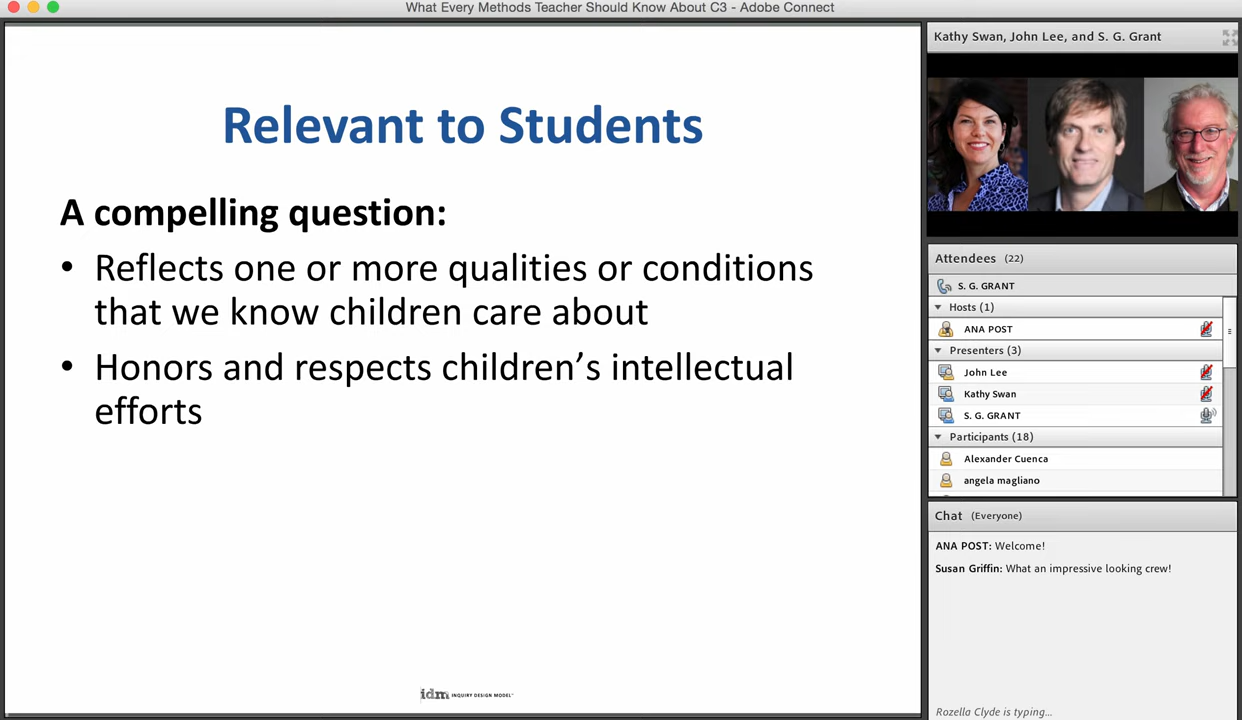 What Every Methods Teacher Should Know About C3 - Adobe Connect
Relevant to Students
A compelling question:
• Reflects one or more qualities or conditions
that we know children care about
• Honors and respects children’s intellectual
efforts
idm INQUIRY DESIGN MODEL™
Kathy Swan, John Lee, and S. G. Grant
Attendees (22)
S. G. GRANT
Hosts (1)
ANA POST
Presenters (3)
John Lee
Kathy Swan
S. G. GRANT
Participants (18)
Alexander Cuenca
angela magliano
Chat (Everyone)
ANA POST: Welcome!
Susan Griffin: What an impressive looking crew!
Rozella Clyde is typing...